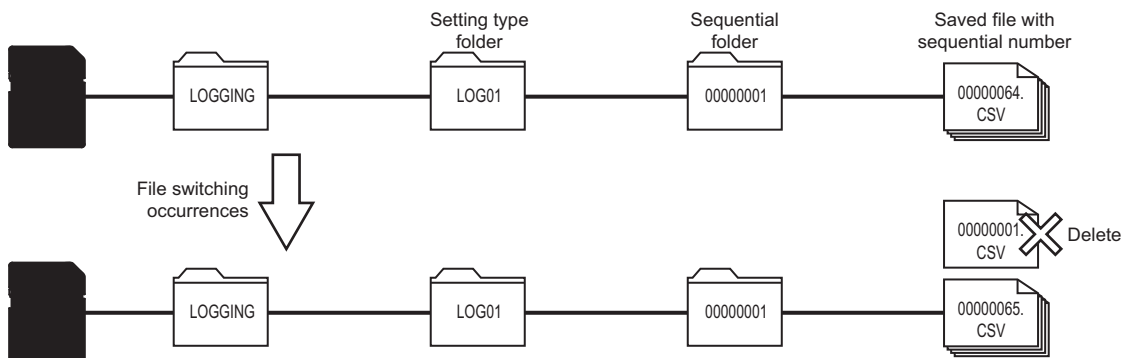 Setting type
folder
Sequential
folder
Saved file with
sequential number
LOGGING
LOG01
00000001
00000064.
CSV
File switching
occurrences
00000001.
CSV
Delete
LOGGING
LOG01
00000001
00000065.
CSV